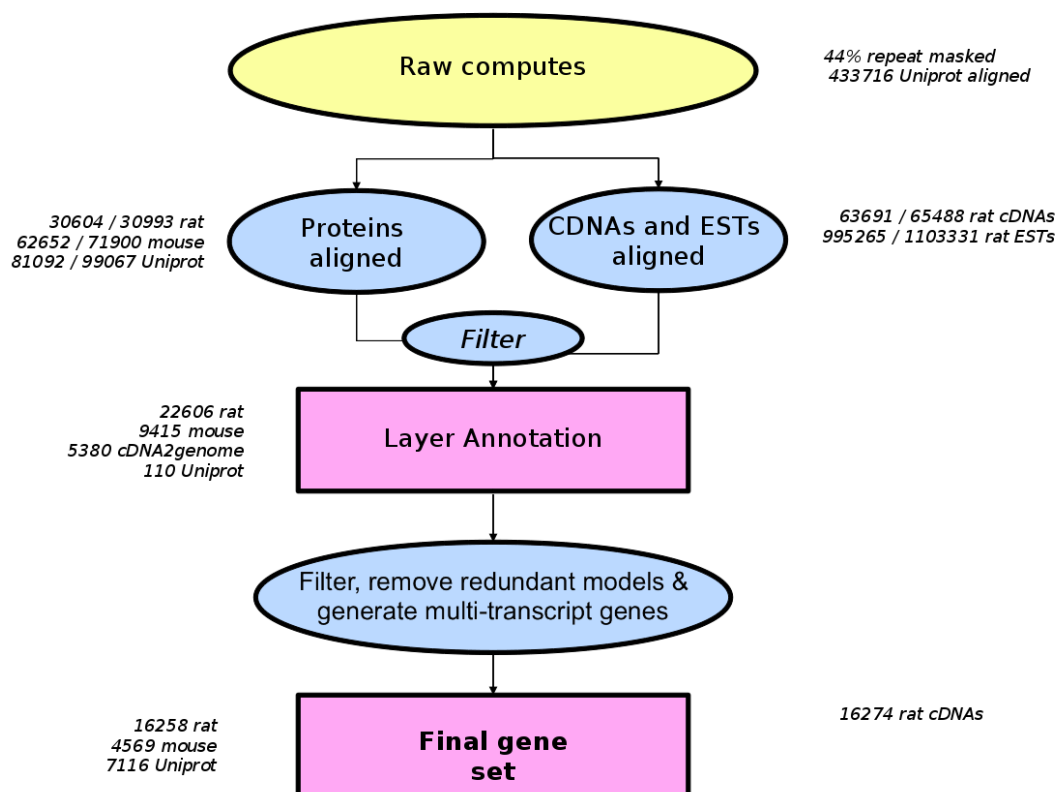 Raw computes
44% repeat masked
433716 Uniprot aligned
30604 / 30993 rat
62652 / 71900 mouse
81092 / 99067 Uniprot
Proteins
aligned
CDNAs and ESTs
aligned
63691 / 65488 rat cDNAs
995265 / 1103331 rat ESTs
Filter
22606 rat
9415 mouse
5380 cDNA2genome
110 Uniprot
Layer Annotation
Filter, remove redundant models &
generate multi-transcript genes
16258 rat
4569 mouse
7116 Uniprot
Final gene
set
16274 rat cDNAs